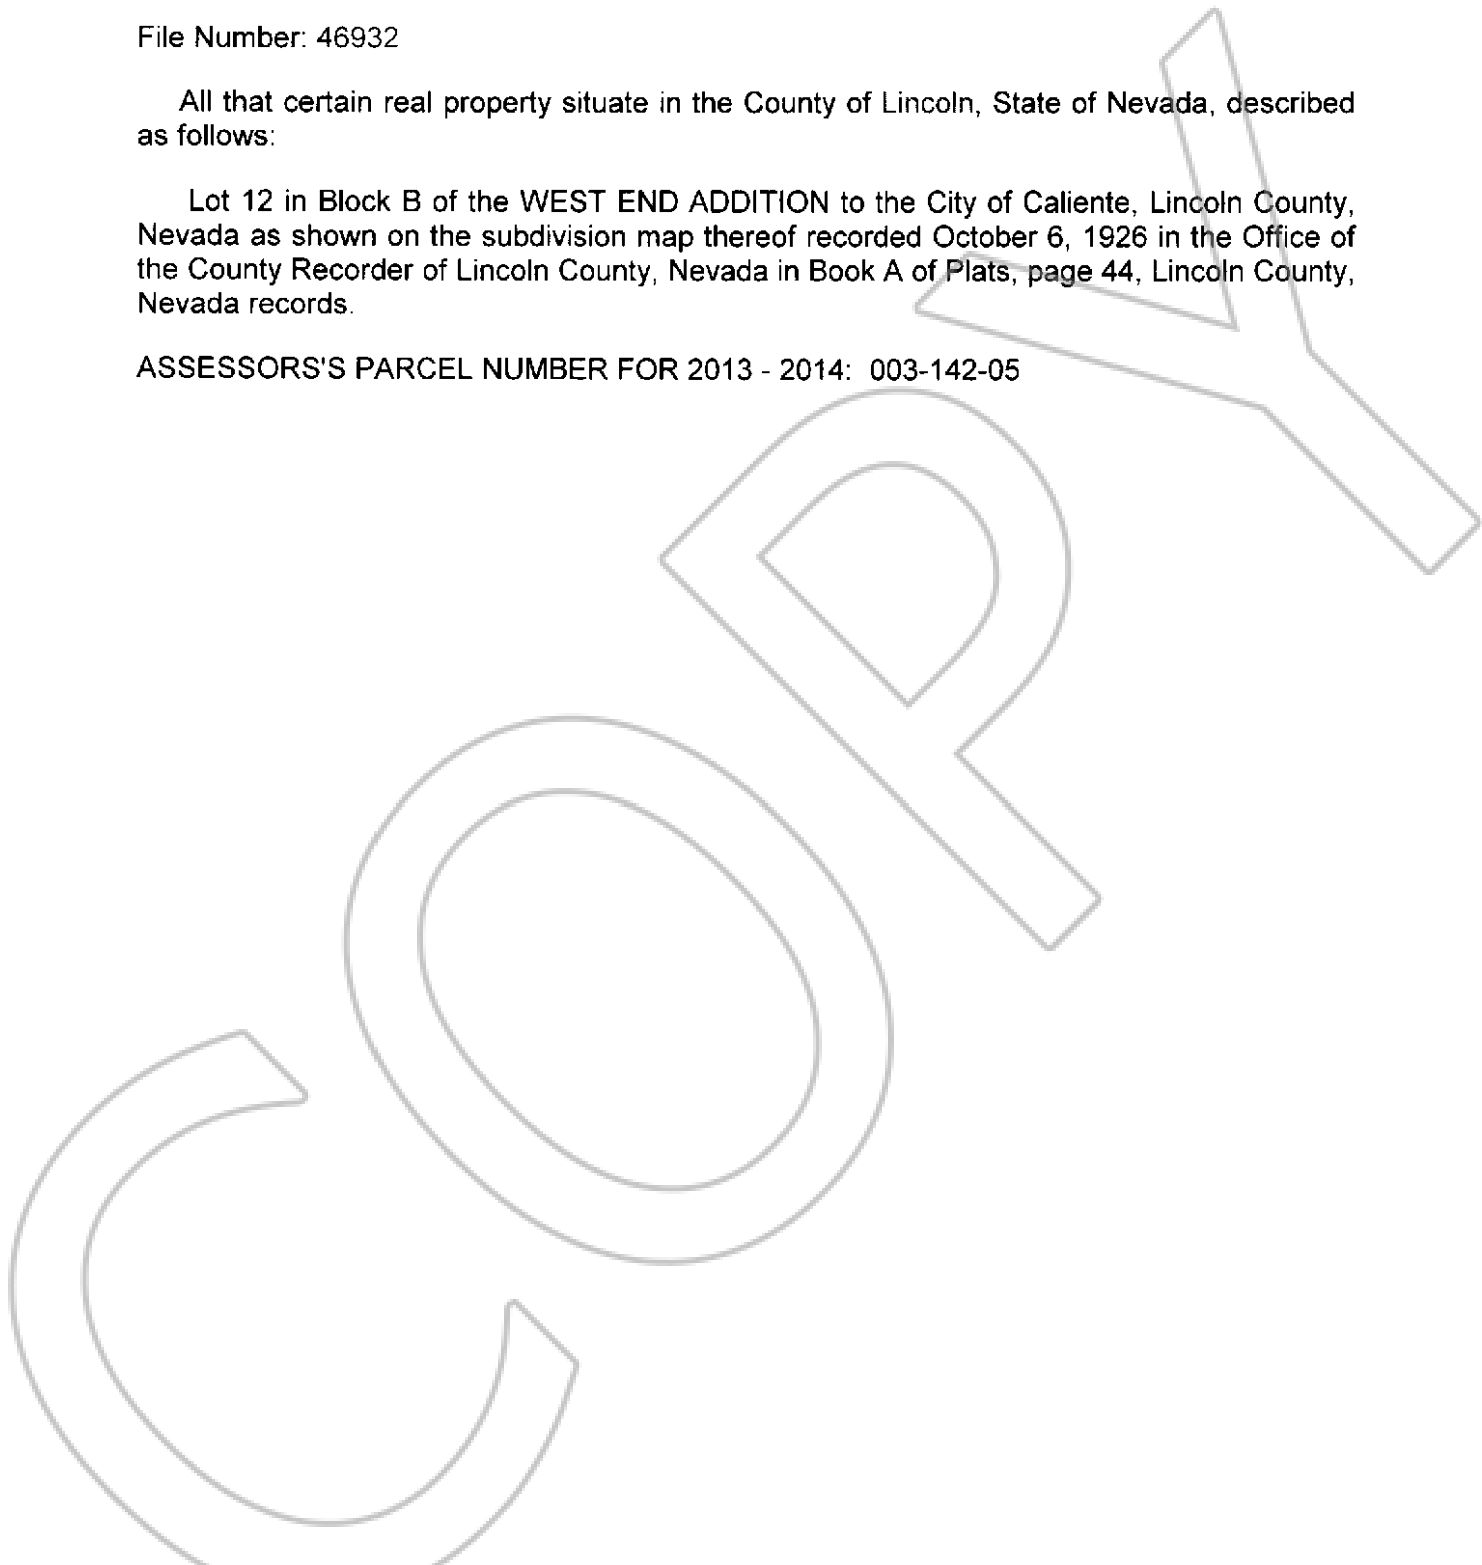 File Number: 46932
All that certain real property situate in the County of Lincoln, State of Nevada, described
as follows:
Lot 12 in Block B of the WEST END ADDITION to the City of Caliente, Lincoln County,
Nevada as shown on the subdivision map thereof recorded October 6, 1926 in the Office of
the County Recorder of Lincoln County, Nevada in Book A of Plats, page 44, Lincoln County,
Nevada records.
ASSESSORS'S PARCEL NUMBER FOR 2013 - 2014: 003-142-05
COPY